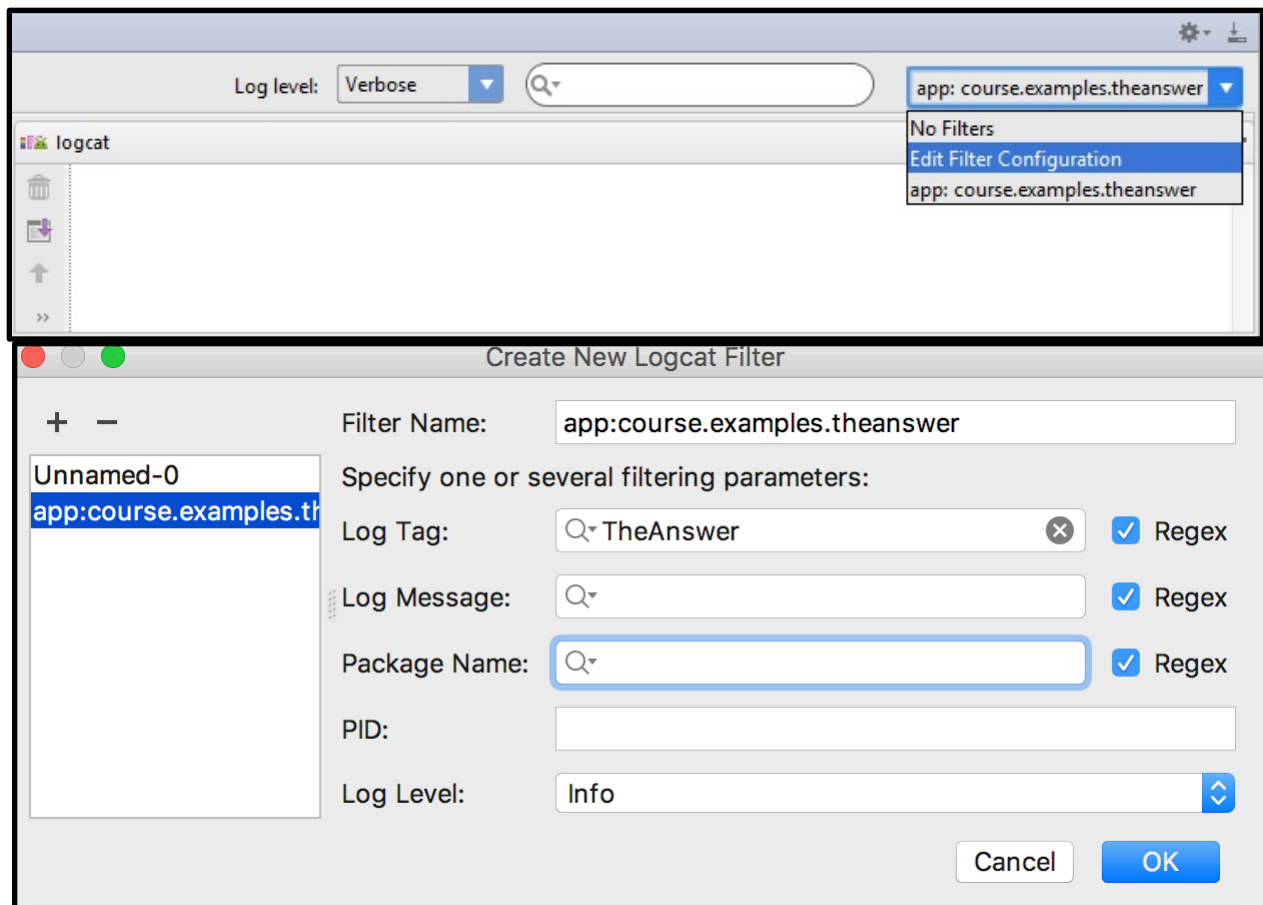 Log level: Verbose app: course.examples.theanswer
No Filters
logcat
Edit Filter Configuration
app: course.examples.theanswer
Create New Logcat Filter
Filter Name: app:course.examples.theanswer
Unnamed-0
Specify one or several filtering parameters:
app:course.examples.th
Log Tag: TheAnswer Regex
Log Message: Regex
Package Name: Regex
PID:
Log Level: Info
Cancel OK